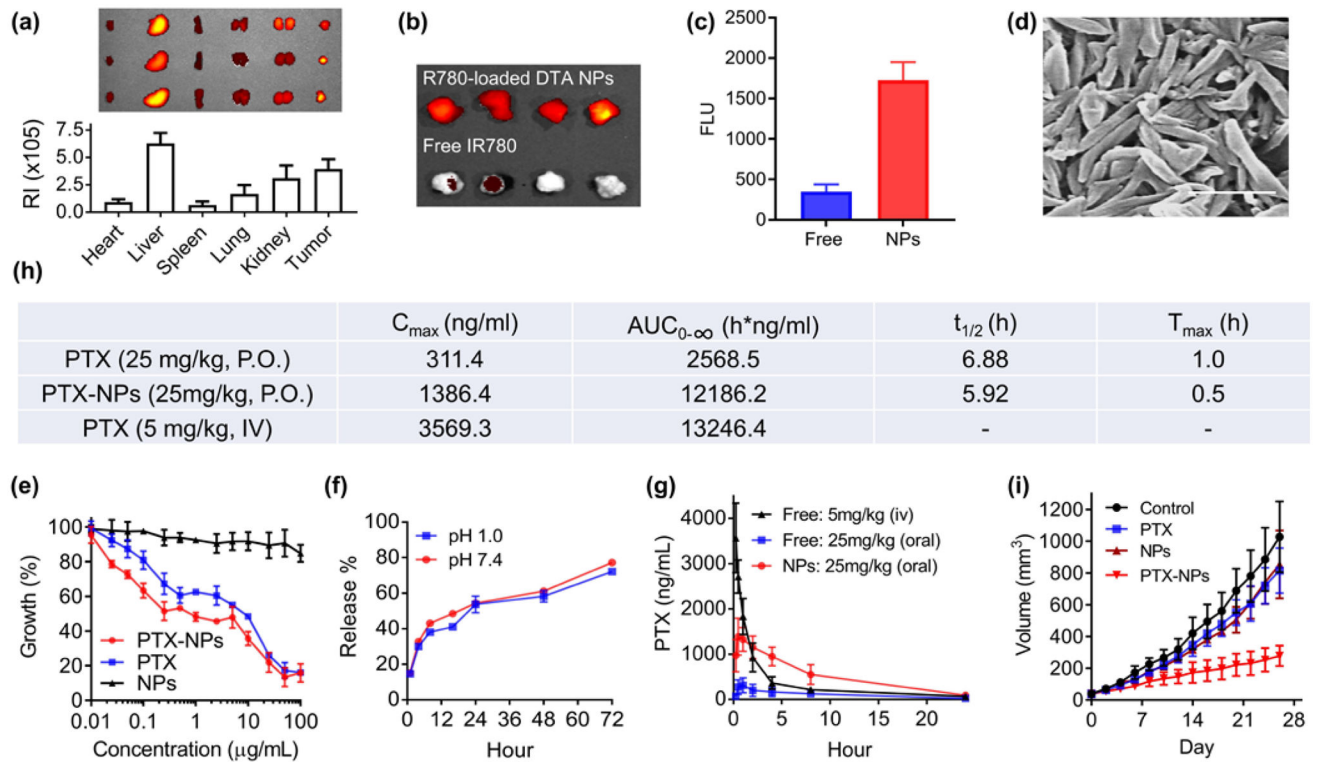 (a)
RI (x105)
7.5
5.0
2.5
0.0
Heart
Liver
Spleen
Lung
Kidney
Tumor
(b)
R780-loaded DTA NPs
Free IR780
(c)
FLU
2500
2000
1500
1000
500
0
Free NPs
(d)
(h)
Cmax (ng/ml) AUC0-∞ (h*ng/ml) t1/2 (h) Tmax (h)
PTX (25 mg/kg, P.O.) 311.4 2568.5 6.88 1.0
PTX-NPs (25mg/kg, P.O.) 1386.4 12186.2 5.92 0.5
PTX (5 mg/kg, IV) 3569.3 13246.4 - -
(e)
Growth (%)
100
80
60
40
20
0
PTX-NPs
PTX
NPs
0.01 0.1 1 10 100
Concentration (μg/mL)
(f)
Release %
100
80
60
40
20
0
pH 1.0
pH 7.4
0 12 24 36 48 60 72
Hour
(g)
PTX (ng/mL)
4000
3000
2000
1000
0
Free: 5mg/kg (iv)
Free: 25mg/kg (oral)
NPs: 25mg/kg (oral)
0 5 10 15 20
Hour
(i)
Volume (mm3)
1200
1000
800
600
400
200
0
Control
PTX
NPs
PTX-NPs
0 7 14 21 28
Day